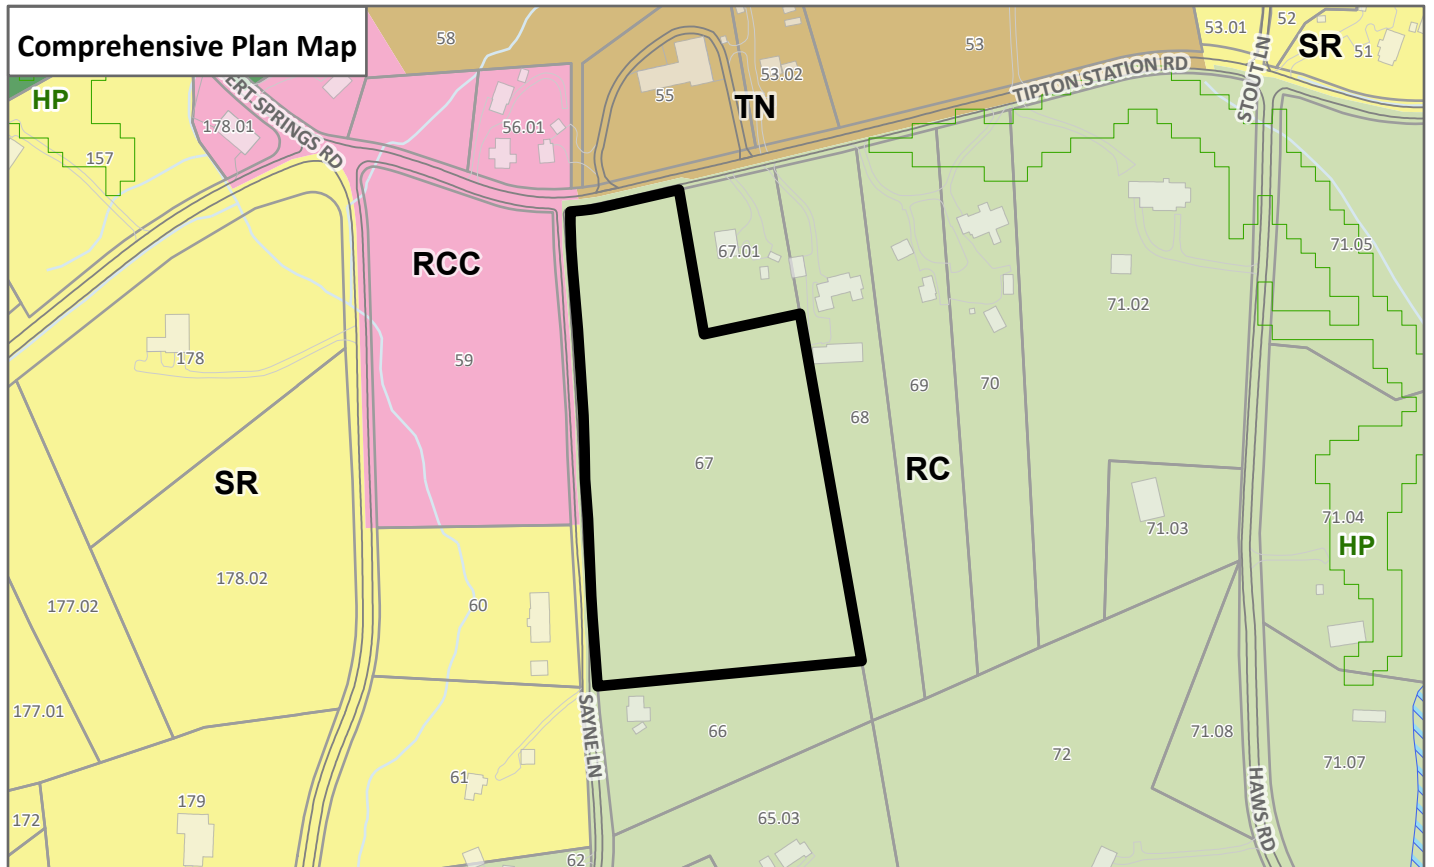 Comprehensive Plan Map
58
53
53.01
52
SR
51
STOUT LN
TIPTON STATION RD
53.02
55
TN
HP
ERT SPRINGS RD
178.01
56.01
157
RCC
67.01
71.05
71.02
178
59
69
70
68
67
RC
SR
71.04
HP
71.03
178.02
177.02
60
177.01
SAYNE LN
66
72
71.08
71.07
61
179
172
65.03
HAWS RD
62